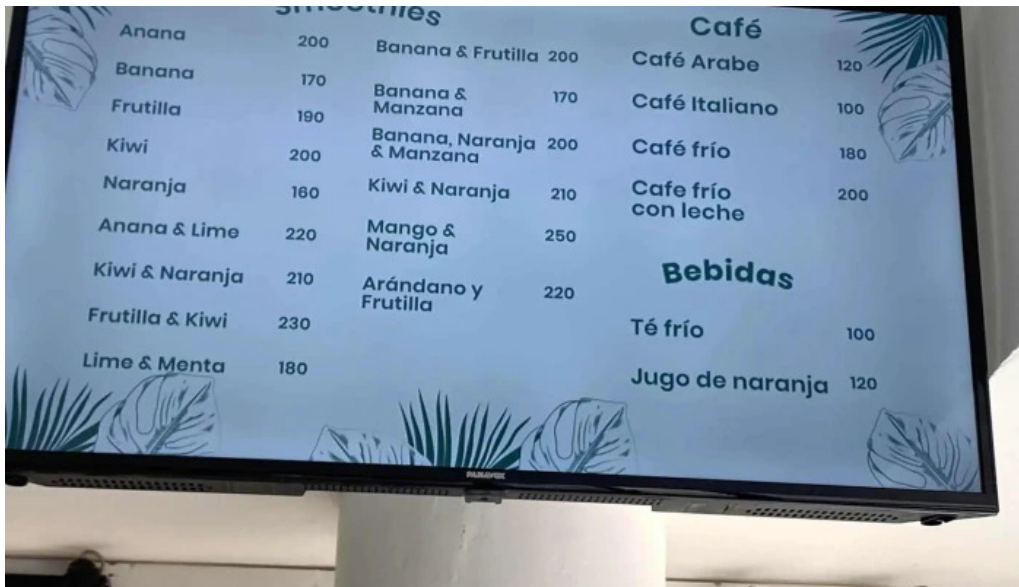 Smoothies
Anana 200
Banana 170
Frutilla 190
Kiwi 200
Naranja 160
Anana & Lime 220
Kiwi & Naranja 210
Frutilla & Kiwi 230
Lime & Menta 180
Banana & Frutilla 200
Banana &
Manzana 170
Banana, Naranja
& Manzana 200
Kiwi & Naranja 210
Mango &
Naranja 250
Arándano y
Frutilla 220
Café
Café Arabe 120
Café Italiano 100
Café frío 180
Cafe frío
con leche 200
Bebidas
Té frío 100
Jugo de naranja 120